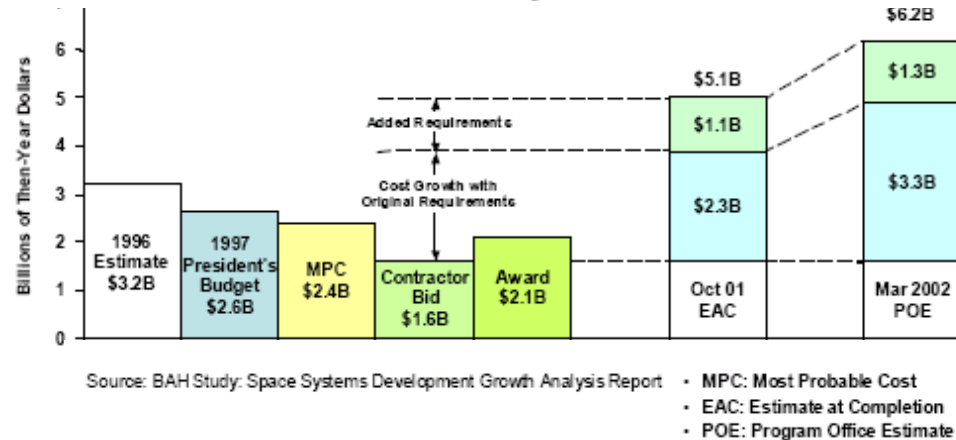 $6.2B
Billions of Then-Year Dollars
6
5
4
3
2
1
0
1996
Estimate
$3.2B
1997
President's
Budget
$2.6B
MPC
$2.4B
Contractor
Bid
$1.6B
Award
$2.1B
Added Requirements
Cost Growth with
Original Requirements
$5.1B
$1.1B
$2.3B
Oct 01
EAC
$1.3B
$3.3B
Mar 2002
POE
Source: BAH Study: Space Systems Development Growth Analysis Report
• MPC: Most Probable Cost
• EAC: Estimate at Completion
• POE: Program Office Estimate